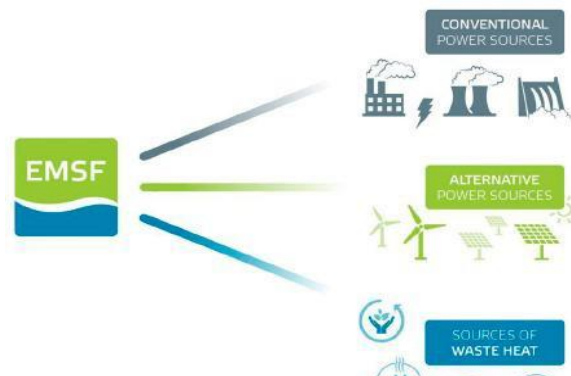 CONVENTIONAL
POWER SOURCES
EMSF
ALTERNATIVE
POWER SOURCES
SOURCES OF
WASTE HEAT